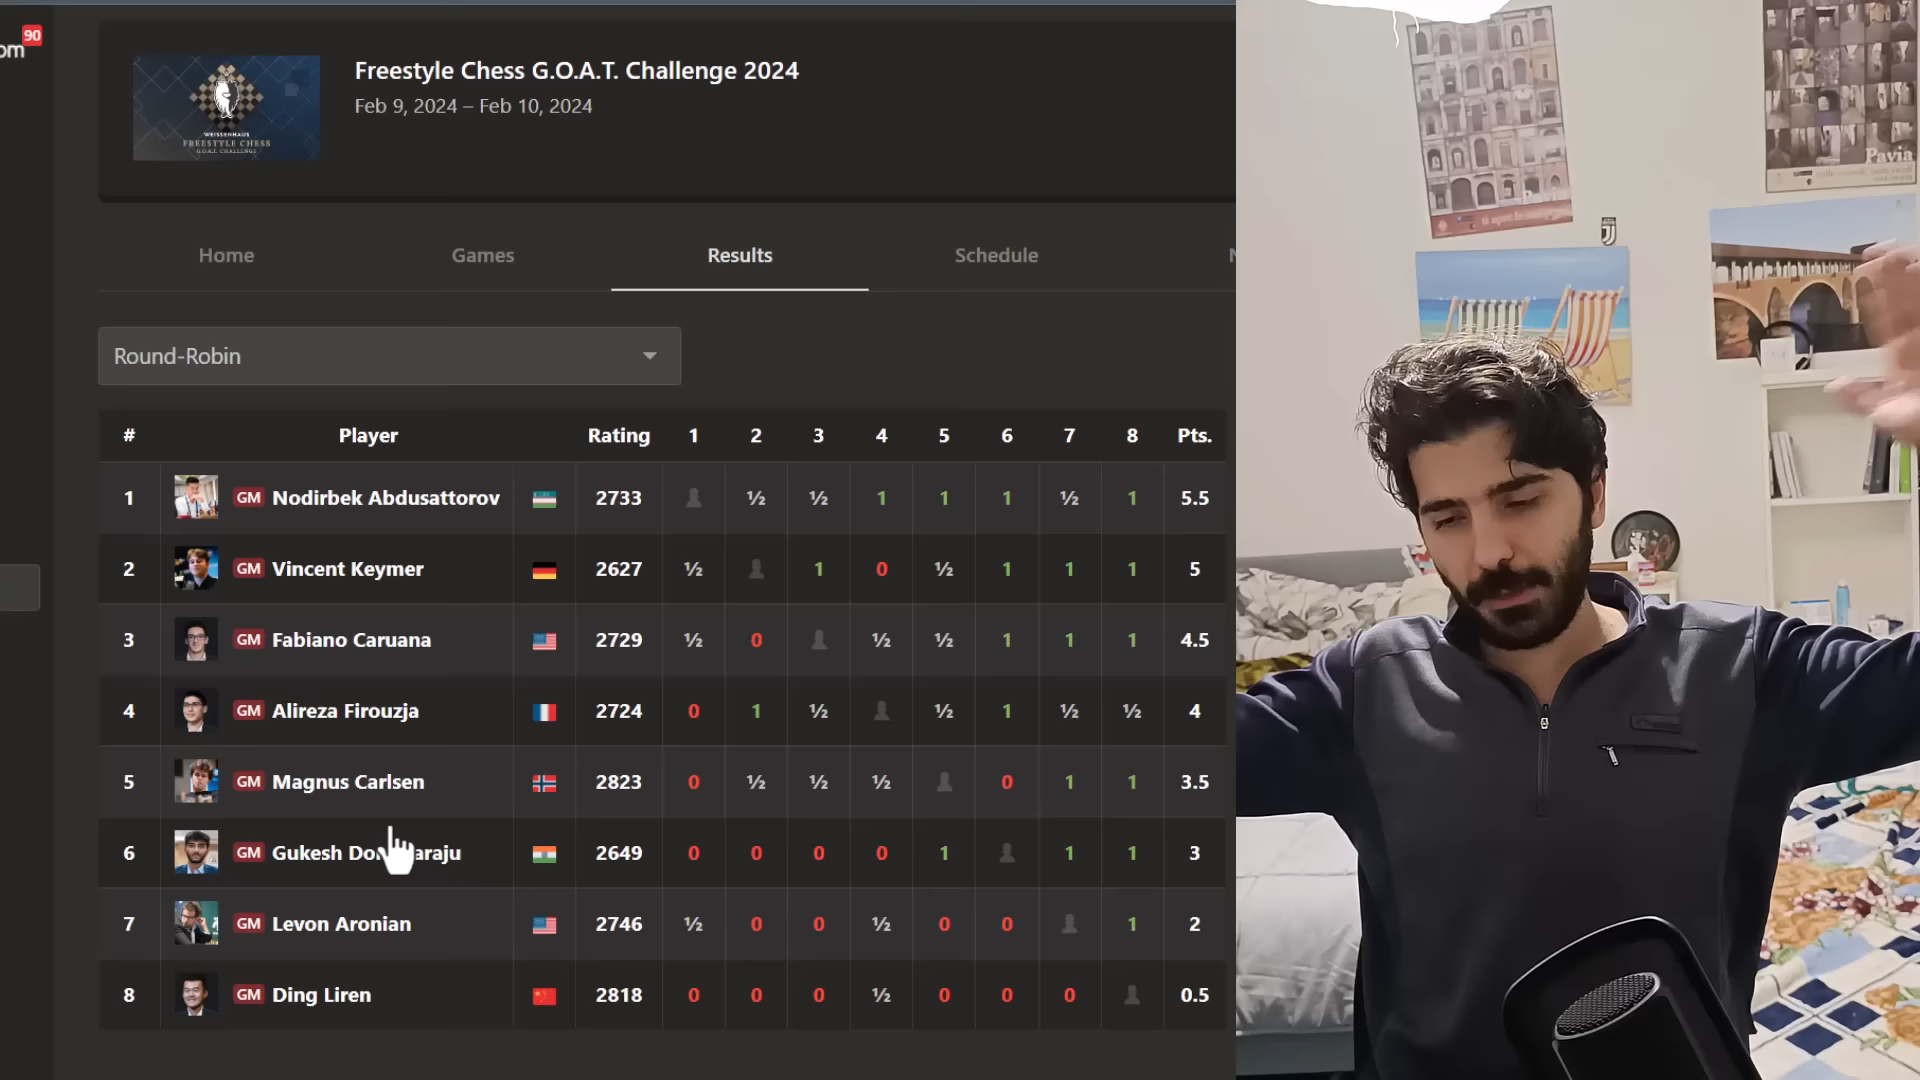 om
90
Freestyle Chess G.O.A.T. Challenge 2024
Feb 9, 2024 – Feb 10, 2024
WEISSENHAUS
FREESTYLE CHESS
G.O.A.T. CHALLENGE
Home Games Results Schedule
Round-Robin
# Player Rating 1 2 3 4 5 6 7 8 Pts.
1 GM Nodirbek Abdusattorov 2733 ½ ½ 1 1 1 ½ 1 5.5
2 GM Vincent Keymer 2627 ½ 1 0 ½ 1 1 1 5
3 GM Fabiano Caruana 2729 ½ 0 ½ ½ 1 1 1 4.5
4 GM Alireza Firouzja 2724 0 1 ½ ½ 1 ½ ½ 4
5 GM Magnus Carlsen 2823 0 ½ ½ ½ 0 1 1 3.5
6 GM Gukesh 2649 0 0 0 0 1 1 1 3
7 GM Levon Aronian 2746 ½ 0 0 ½ 0 0 1 2
8 GM Ding Liren 2818 0 0 0 ½ 0 0 0 0.5
Pavia